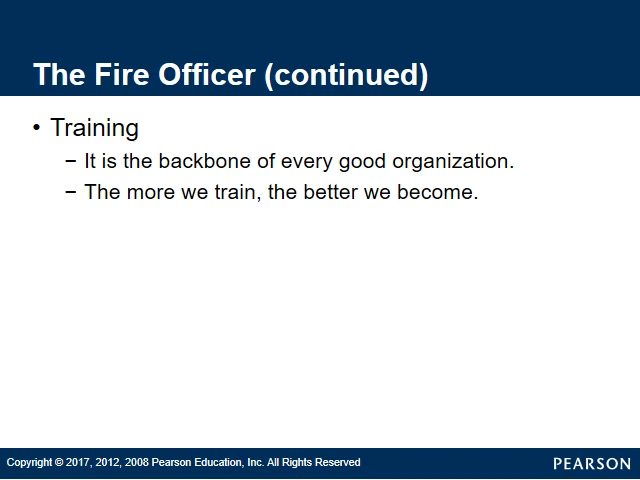 The Fire Officer (continued)
• Training
– It is the backbone of every good organization.
– The more we train, the better we become.
Copyright © 2017, 2012, 2008 Pearson Education, Inc. All Rights Reserved
PEARSON